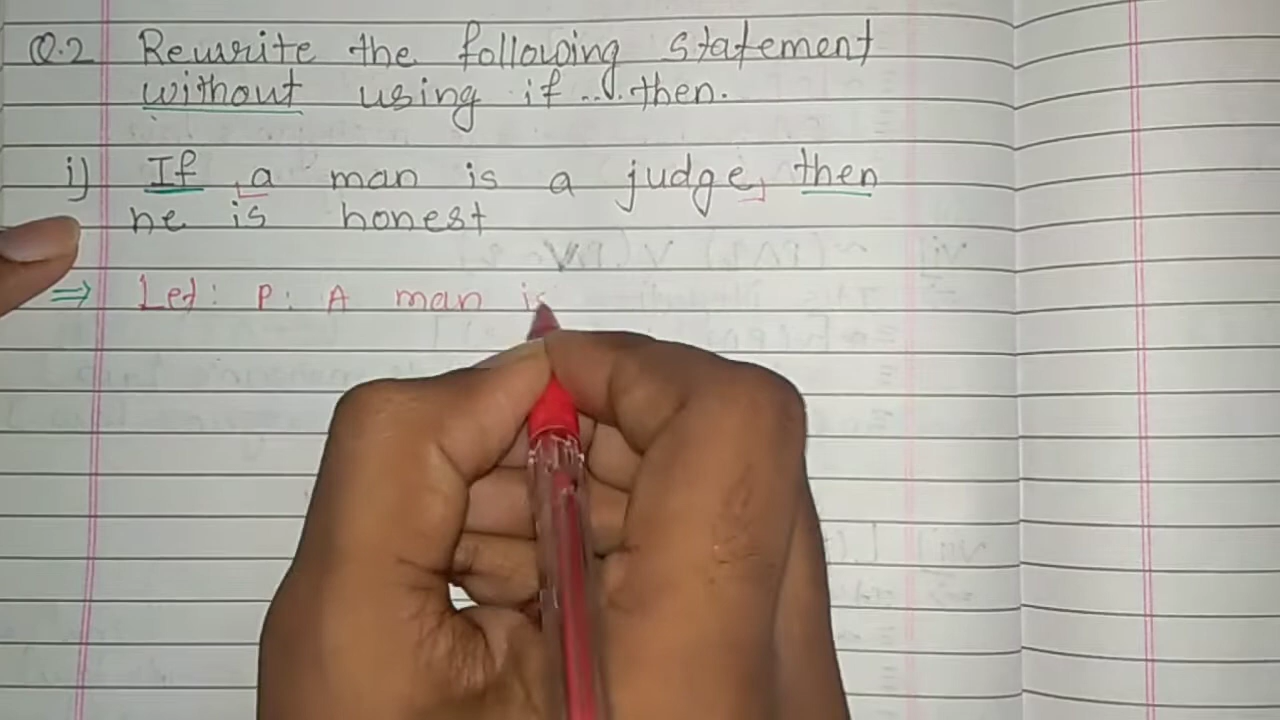 Q.2 Rewrite the following statement
without using if ... then.
i) If a man is a judge, then
he is honest
⇒ Let: P: A man is